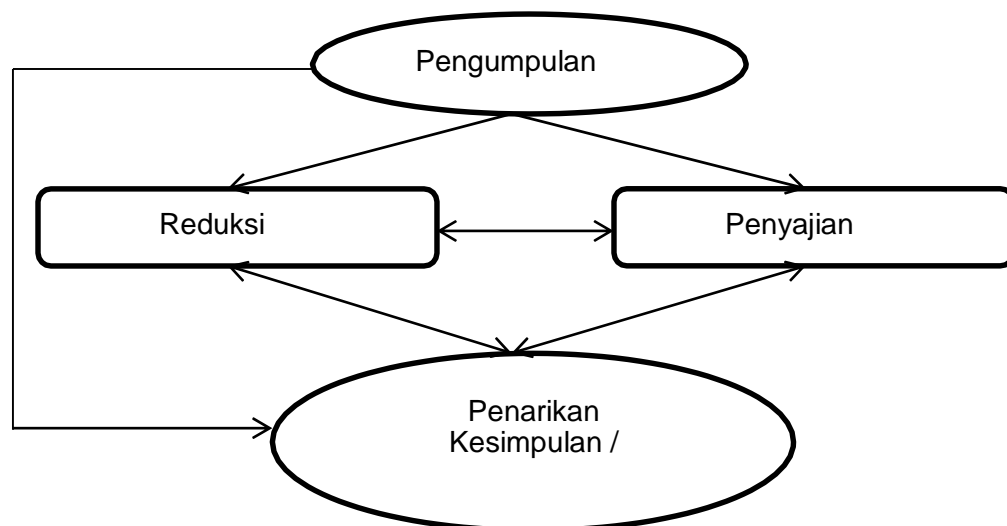 Pengumpulan
Reduksi
Penyajian
Penarikan
Kesimpulan /